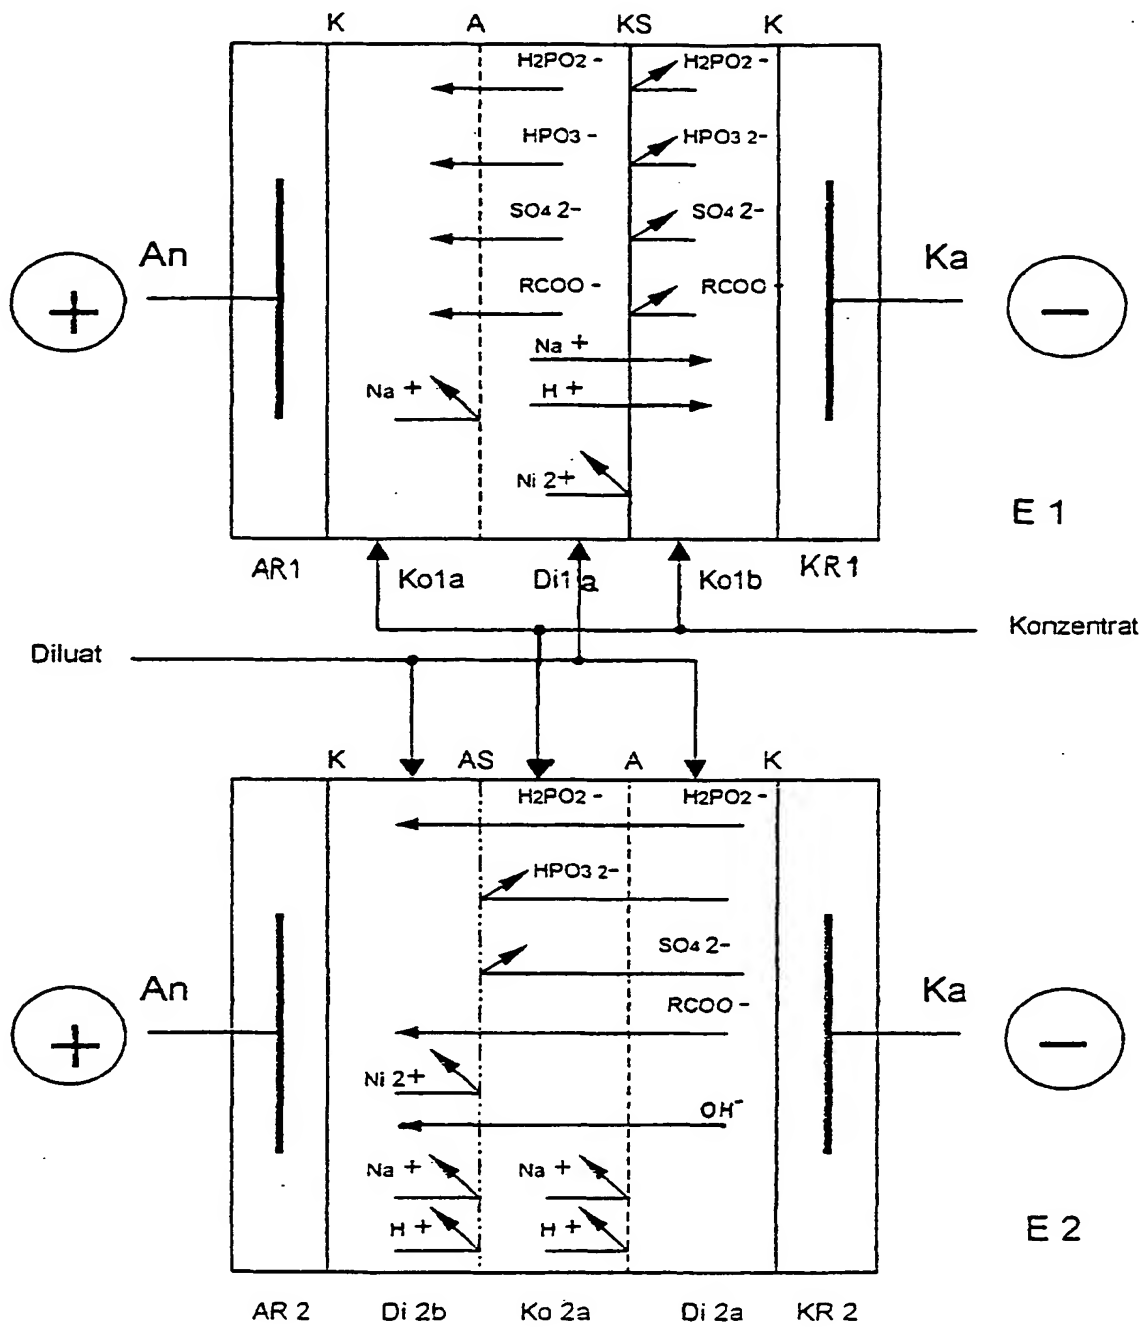 K A KS K
H2PO2 - H2PO2 -
HPO3 - HPO3 2-
SO4 2- SO4 2-
An Ka
RCOO - RCOO -
+ −
Na +
Na + H +
Ni 2+
E 1
AR1 Ko1a Di1a Ko1b KR1
Konzentrat
Diluat
K AS A K
H2PO2 - H2PO2 -
HPO3 2-
SO4 2-
An Ka
RCOO -
+ −
Ni 2+
OH-
Na + Na +
H + H +
E 2
AR 2 Di 2b Ko 2a Di 2a KR 2